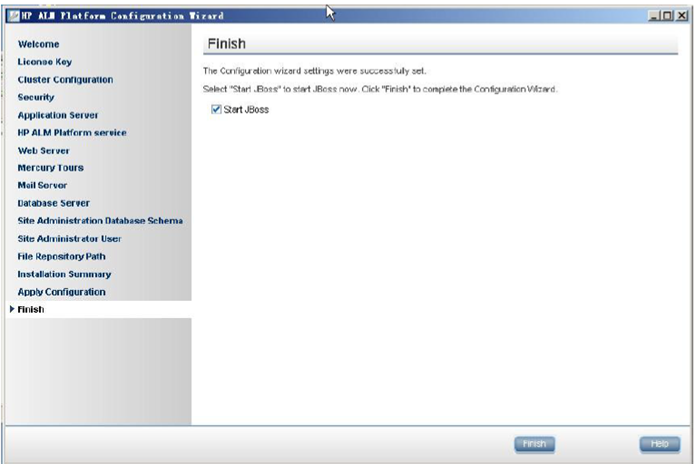 HP ALM Platform Configuration Wizard
Welcome
License Key
Cluster Configuration
Security
Application Server
HP ALM Platform service
Web Server
Mercury Tours
Mail Server
Database Server
Site Administration Database Schema
Site Administrator User
File Repository Path
Installation Summary
Apply Configuration
Finish
Finish
The Configuration wizard settings were successfully set.
Select "Start JBoss" to start JBoss now. Click "Finish" to complete the Configuration Wizard.
Start JBoss
Finish
Help